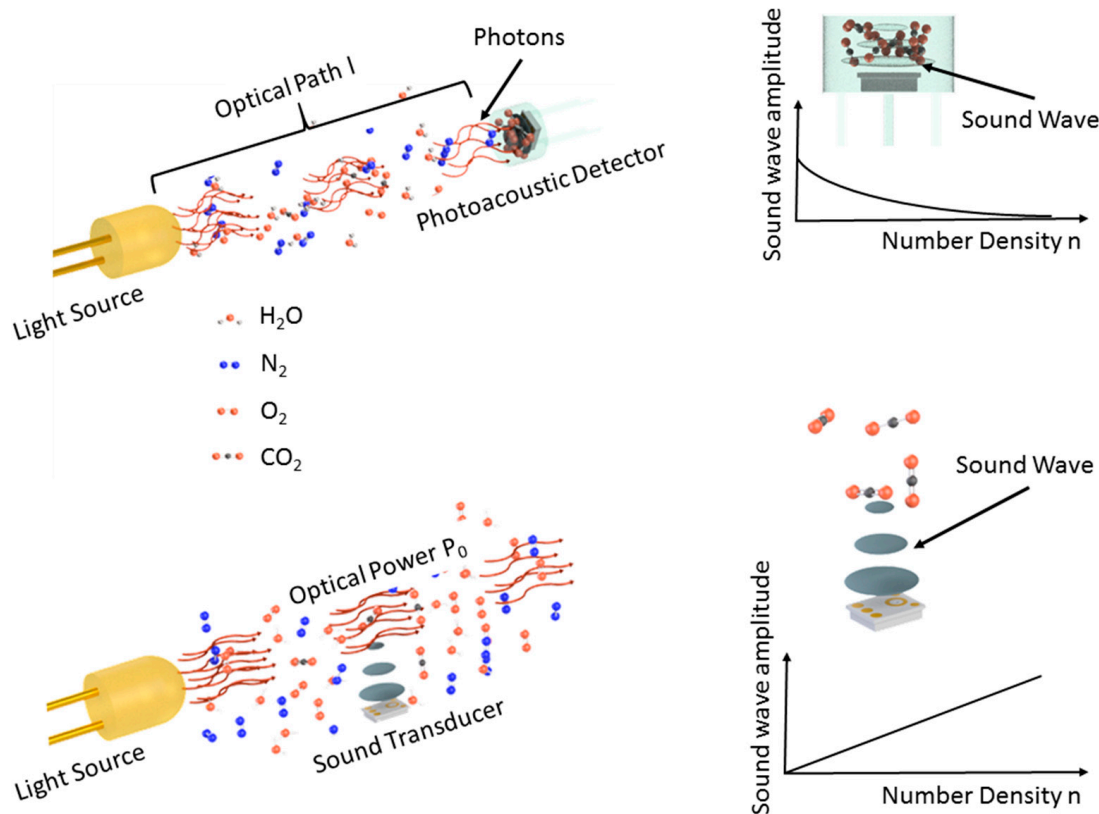 Photons
Optical Path l
Photoacoustic Detector
Light Source
Sound wave amplitude
Sound Wave
Number Density n
H₂O
N₂
O₂
CO₂
Optical Power P₀
Light Source
Sound Transducer
Sound Wave
Sound wave amplitude
Number Density n